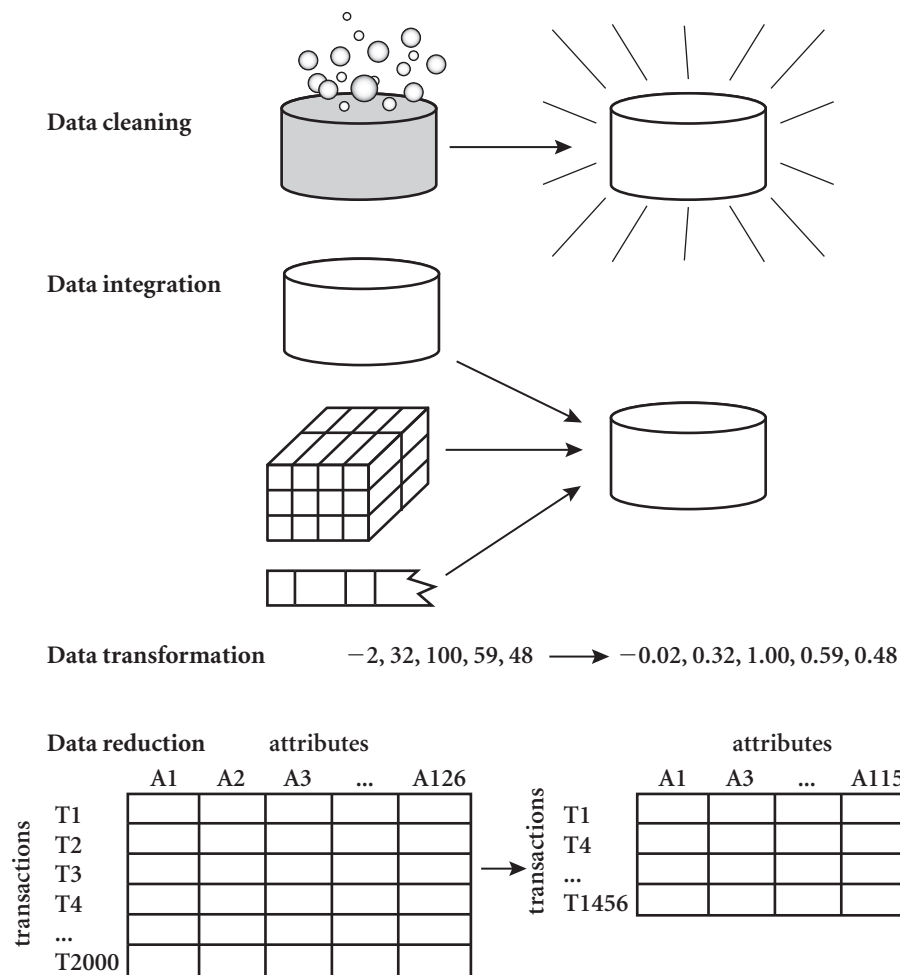 Data cleaning
Data integration
Data transformation −2, 32, 100, 59, 48 −0.02, 0.32, 1.00, 0.59, 0.48
Data reduction attributes
A1 A2 A3 ... A126
transactions
T1
T2
T3
T4
...
T2000
attributes
A1 A3 ... A115
transactions
T1
T4
...
T1456